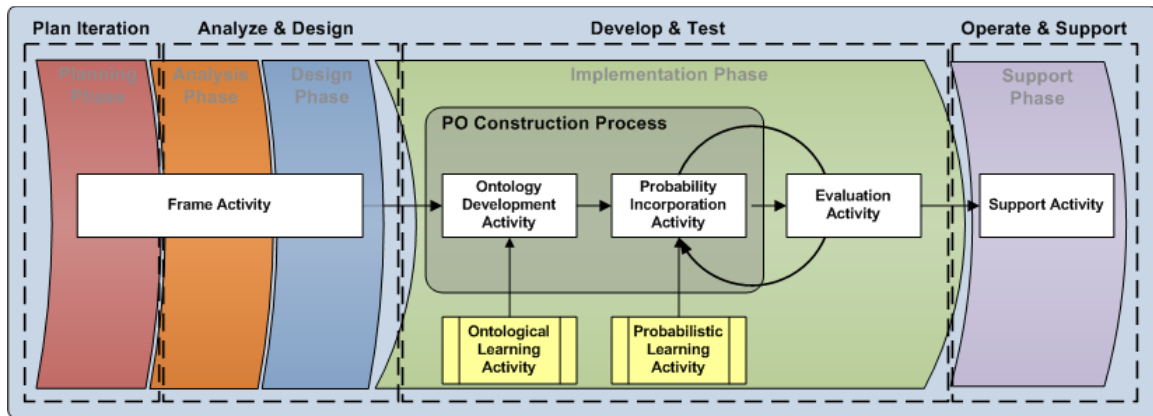 Plan Iteration
Analyze & Design
Develop & Test
Operate & Support
Planning
Phase
Analysis
Phase
Design
Phase
Implementation Phase
Support
Phase
PO Construction Process
Frame Activity
Ontology
Development
Activity
Probability
Incorporation
Activity
Evaluation
Activity
Support Activity
Ontological
Learning
Activity
Probabilistic
Learning
Activity